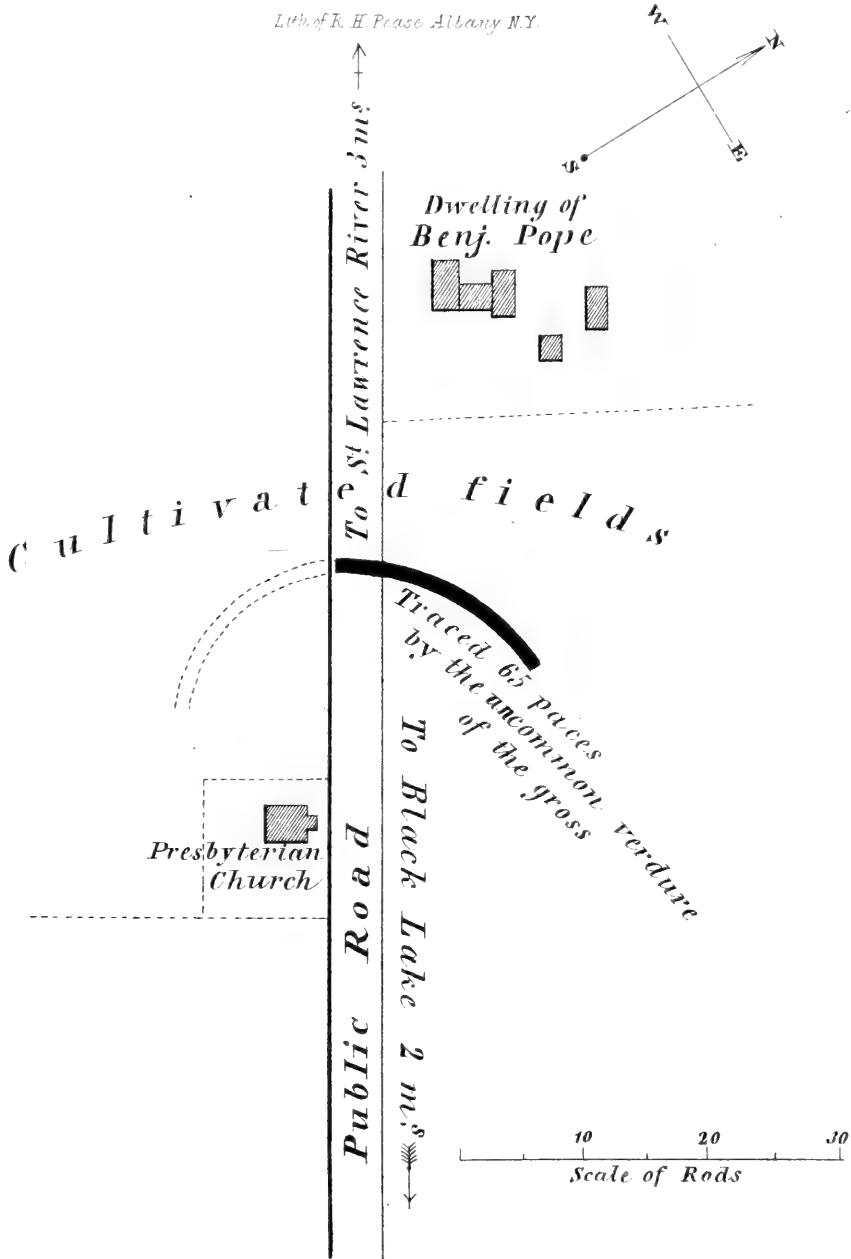 Lith of R. H. Pease Albany N.Y.
W
N
S
E
To St. Lawrence River 3 ms.
Dwelling of
Benj. Pope
Cultivated fields
Traced 65 paces
by the uncommon verdure
of the gross
To Black Lake 2 m.s
Public Road
Presbyterian
Church
10 20 30
Scale of Rods